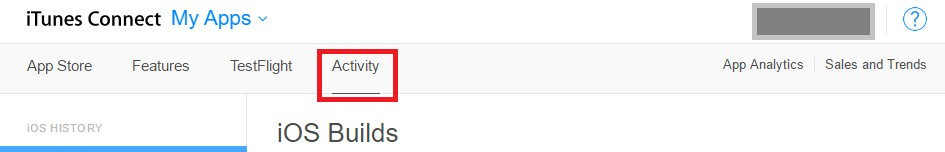 iTunes Connect My Apps ?
App Store Features TestFlight Activity App Analytics Sales and Trends
iOS HISTORY
iOS Builds